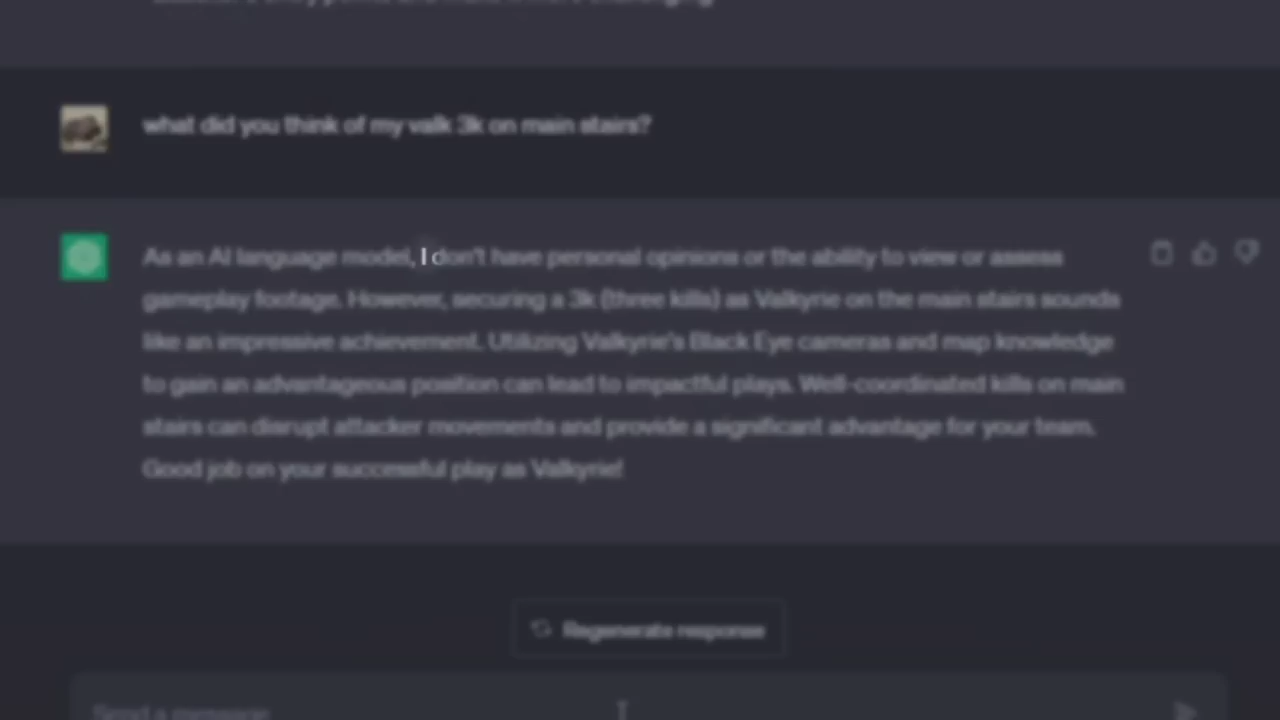 what did you think of my valk 3k on main stairs?
As an AI language model, I don't have personal opinions or the ability to view or assess
gameplay footage. However, securing a 3k (three kills) as Valkyrie on the main stairs sounds
like an impressive achievement. Utilizing Valkyrie's Black Eye cameras and map knowledge
to gain an advantageous position can lead to impactful plays. Well-coordinated kills on main
stairs can disrupt attacker movements and provide a significant advantage for your team.
Good job on your successful play as Valkyrie!
Regenerate response
Send a message